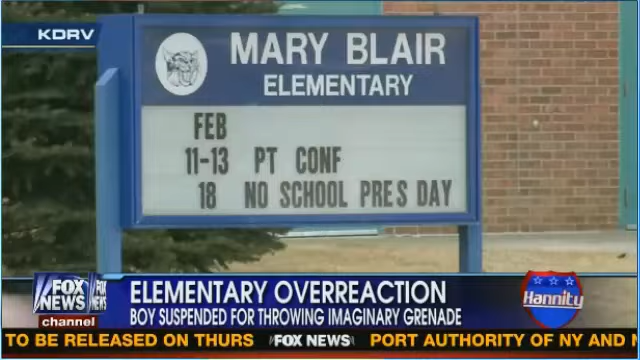 KDRV
MARY BLAIR
ELEMENTARY
FEB
11-13 PT CONF
18 NO SCHOOL PRES DAY
FOX
NEWS
channel
ELEMENTARY OVERREACTION
BOY SUSPENDED FOR THROWING IMAGINARY GRENADE
Hannity
TO BE RELEASED ON THURS FOX NEWS PORT AUTHORITY OF NY AND